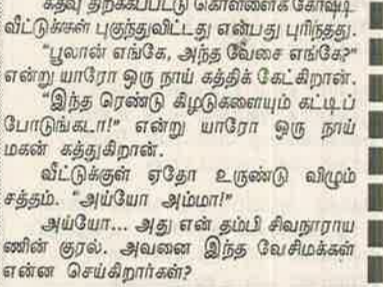 கதவு திறக்கப்பட்டு கொள்ளைக் கோஷ்டி
வீட்டுக்குள் புகுந்துவிட்டது என்பது புரிந்தது.
"பூலான் எங்கே, அந்த வேசை எங்கே?"
என்று யாரோ ஒரு நாய் கத்திக் கேட்கிறான்.
"இந்த ரெண்டு கிழடுகளையும் கட்டிப்
போடுங்கடா!" என்று யாரோ ஒரு நாய்
மகன் கத்துகிறான்.
வீட்டுக்குள் ஏதோ உருண்டு விழும்
சத்தம். "அய்யோ அம்மா!"
அய்யோ... அது என் தம்பி சிவநாராய
ணின் குரல். அவனை இந்த வேசிமக்கள்
என்ன செய்கிறார்கள்?